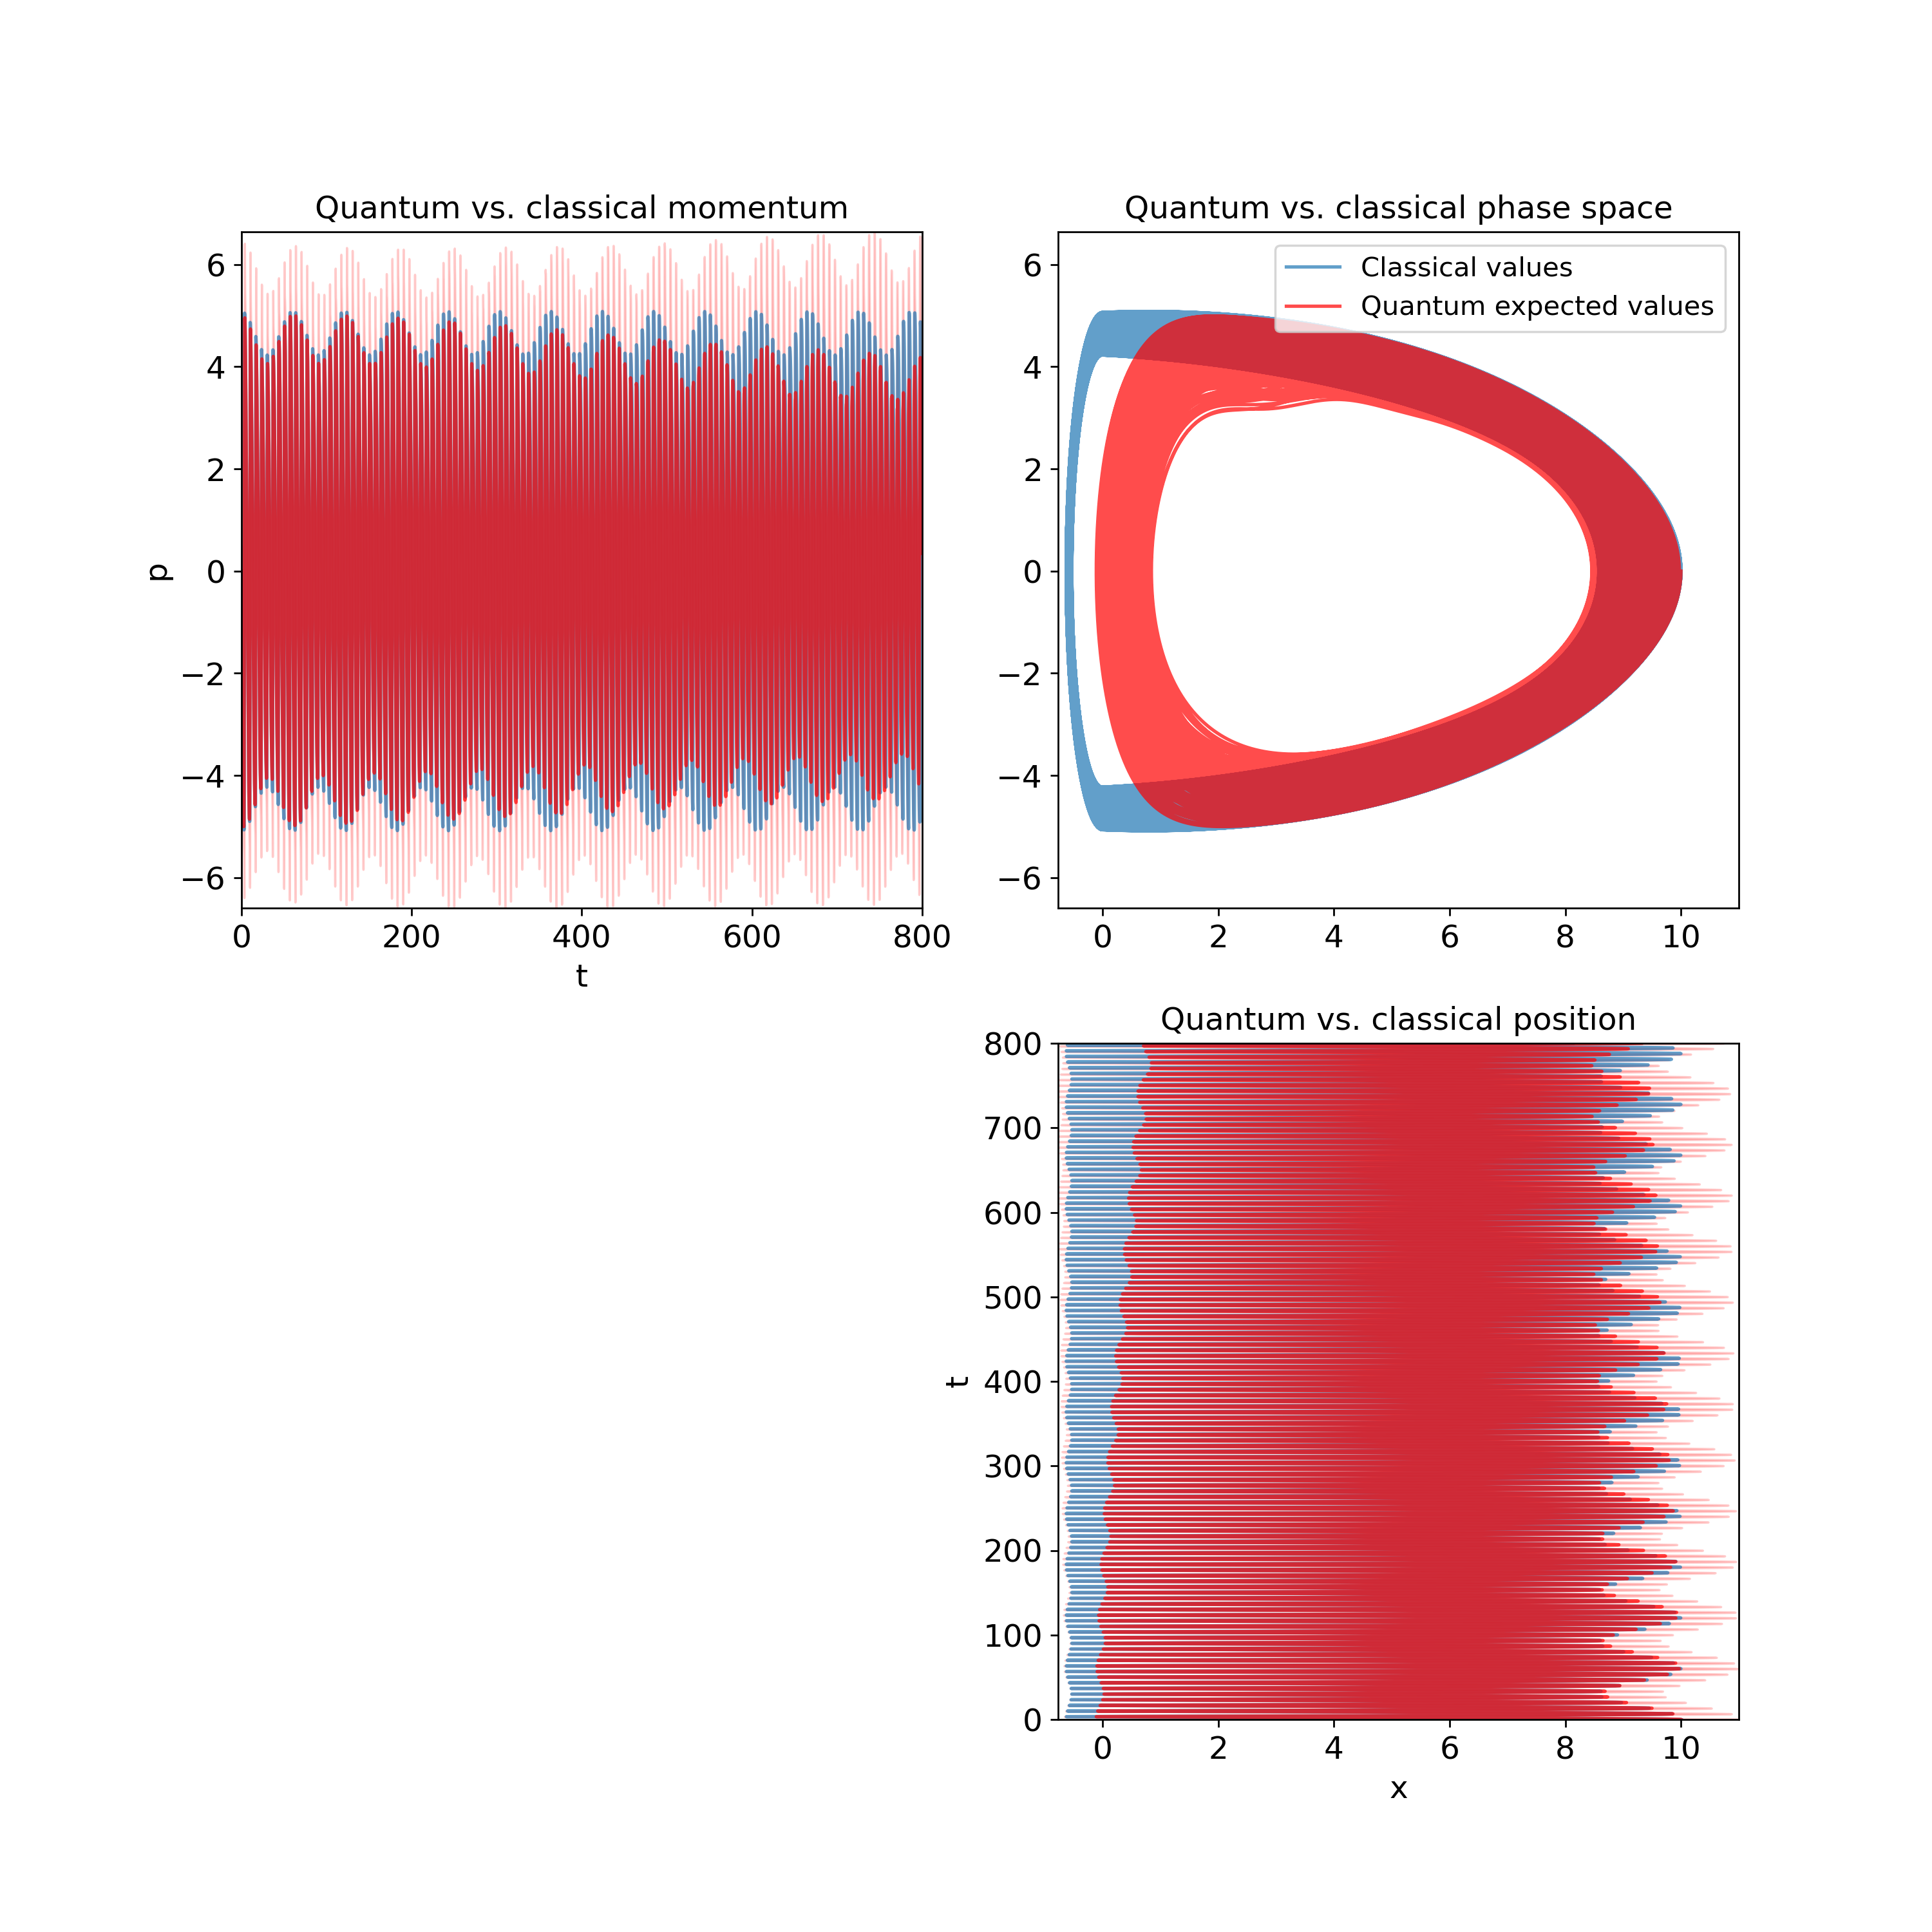 Quantum vs. classical momentum
6
4
2
0
−2
−4
−6
p
0 200 400 600 800
t
Quantum vs. classical phase space
Classical values
Quantum expected values
6
4
2
0
−2
−4
−6
0 2 4 6 8 10
Quantum vs. classical position
800
700
600
500
400
300
200
100
0
t
0 2 4 6 8 10
x